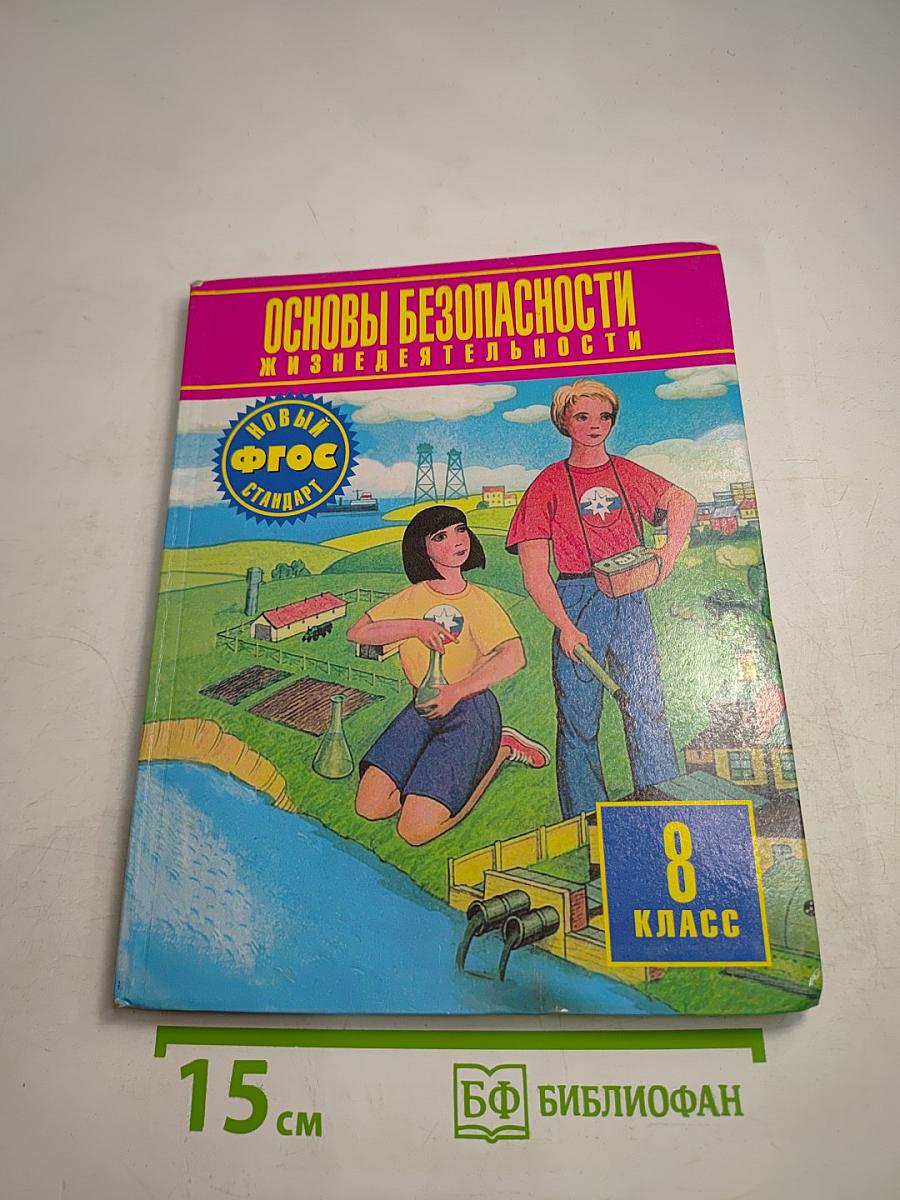 ОСНОВЫ БЕЗОПАСНОСТИ
ЖИЗНЕДЕЯТЕЛЬНОСТИ
НОВЫЙ
ФГОС
СТАНДАРТ
8
КЛАСС
15 см
БФ БИБЛИОФАН